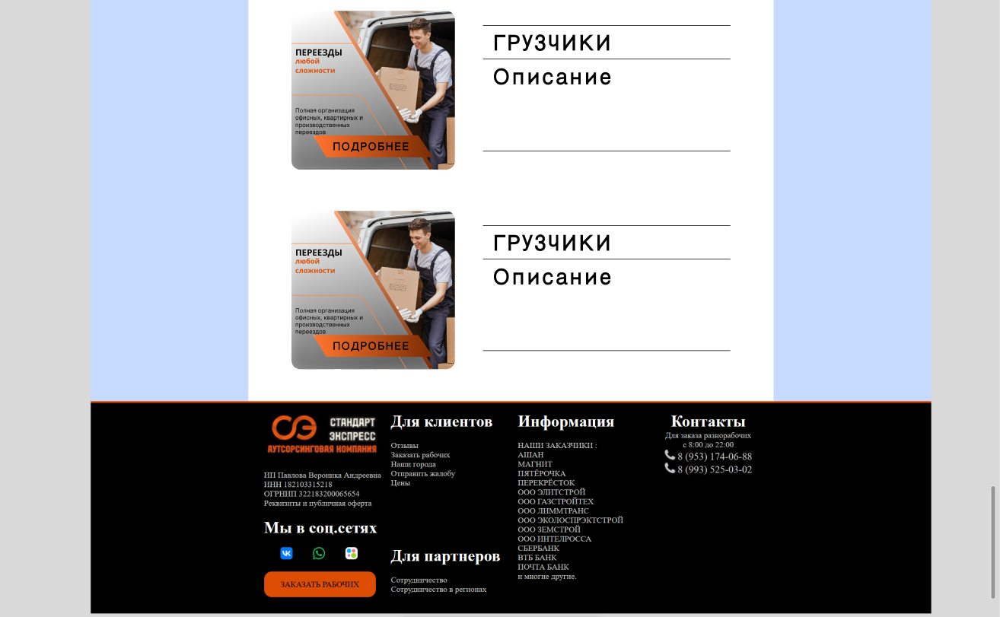 ПЕРЕЕЗДЫ
любой
сложности
Полная организация
офисных, квартирных и
производственных
переездов
ПОДРОБНЕЕ
ГРУЗЧИКИ
Описание
ПЕРЕЕЗДЫ
любой
сложности
Полная организация
офисных, квартирных и
производственных
переездов
ПОДРОБНЕЕ
ГРУЗЧИКИ
Описание
СЭ СТАНДАРТ
ЭКСПРЕСС
АУТСОРСИНГОВАЯ КОМПАНИЯ
ИП Павлова Вероника Андреевна
ИНН 182103315218
ОГРНИП 322183200065654
Реквизиты и публичная оферта
Мы в соц.сетях
ЗАКАЗАТЬ РАБОЧИХ
Для клиентов
Отзывы
Заказать рабочих
Наши города
Отправить жалобу
Цены
Для партнеров
Сотрудничество
Сотрудничество в регионах
Информация
НАШИ ЗАКАЗЧИКИ :
АШАН
МАГНИТ
ПЯТЁРОЧКА
ПЕРЕКРЁСТОК
ООО ЭЛИТСТРОЙ
ООО ГАЗСТРОЙТЕХ
ООО ЛИММТРАНС
ООО ЭКОЛОСПРЭКТСТРОЙ
ООО ЗЕМСТРОЙ
ООО ИНТЕЛРОССА
СБЕРБАНК
ВТБ БАНК
ПОЧТА БАНК
и многие другие.
Контакты
Для заказа разнорабочих
с 8:00 до 22:00
8 (953) 174-06-88
8 (993) 525-03-02